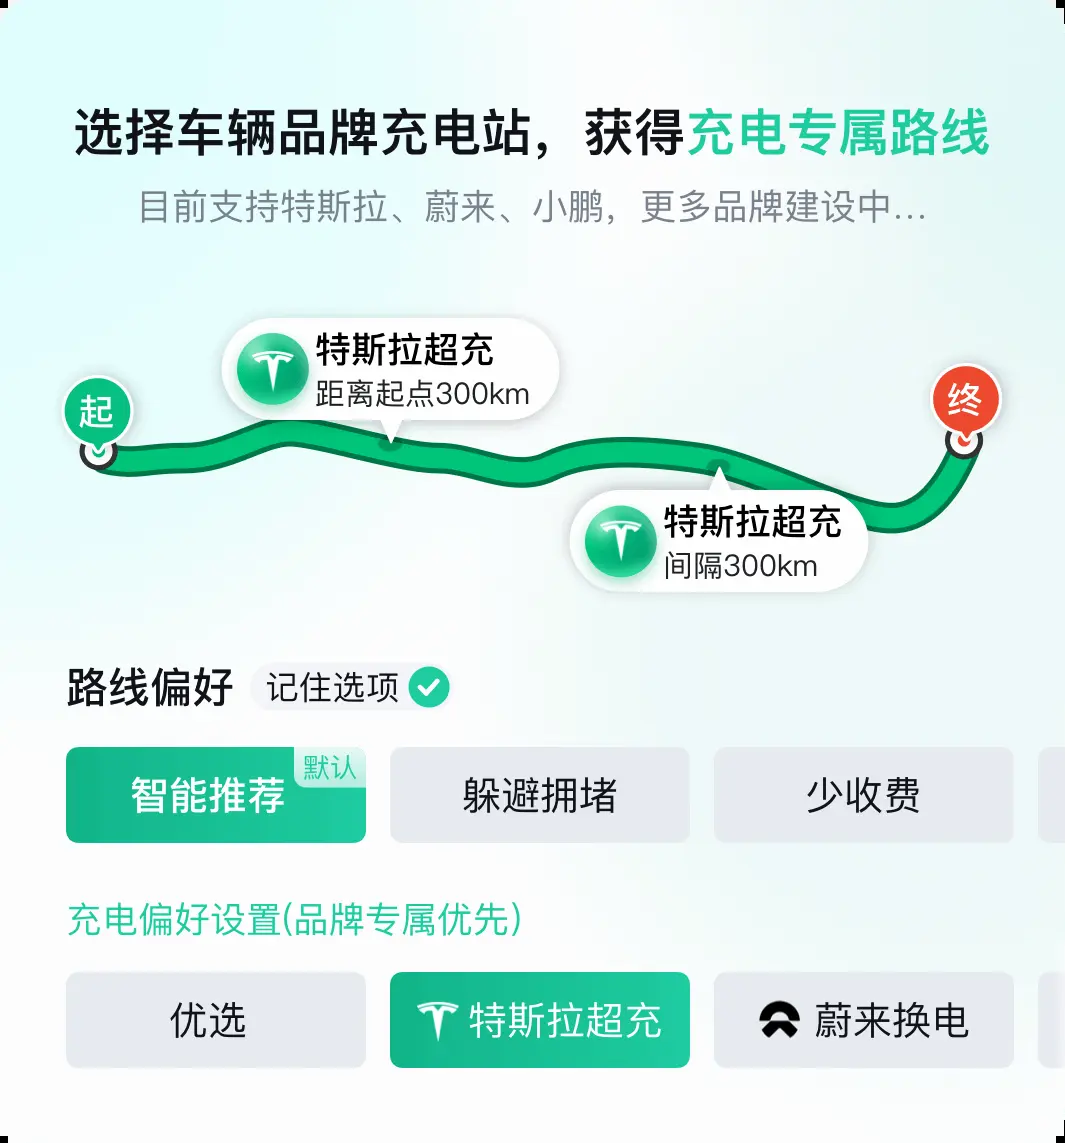 选择车辆品牌充电站，获得充电专属路线
目前支持特斯拉、蔚来、小鹏，更多品牌建设中...
特斯拉超充
距离起点300km
起
终
特斯拉超充
间隔300km
路线偏好 记住选项
智能推荐 默认 躲避拥堵 少收费
充电偏好设置(品牌专属优先)
优选 特斯拉超充 蔚来换电